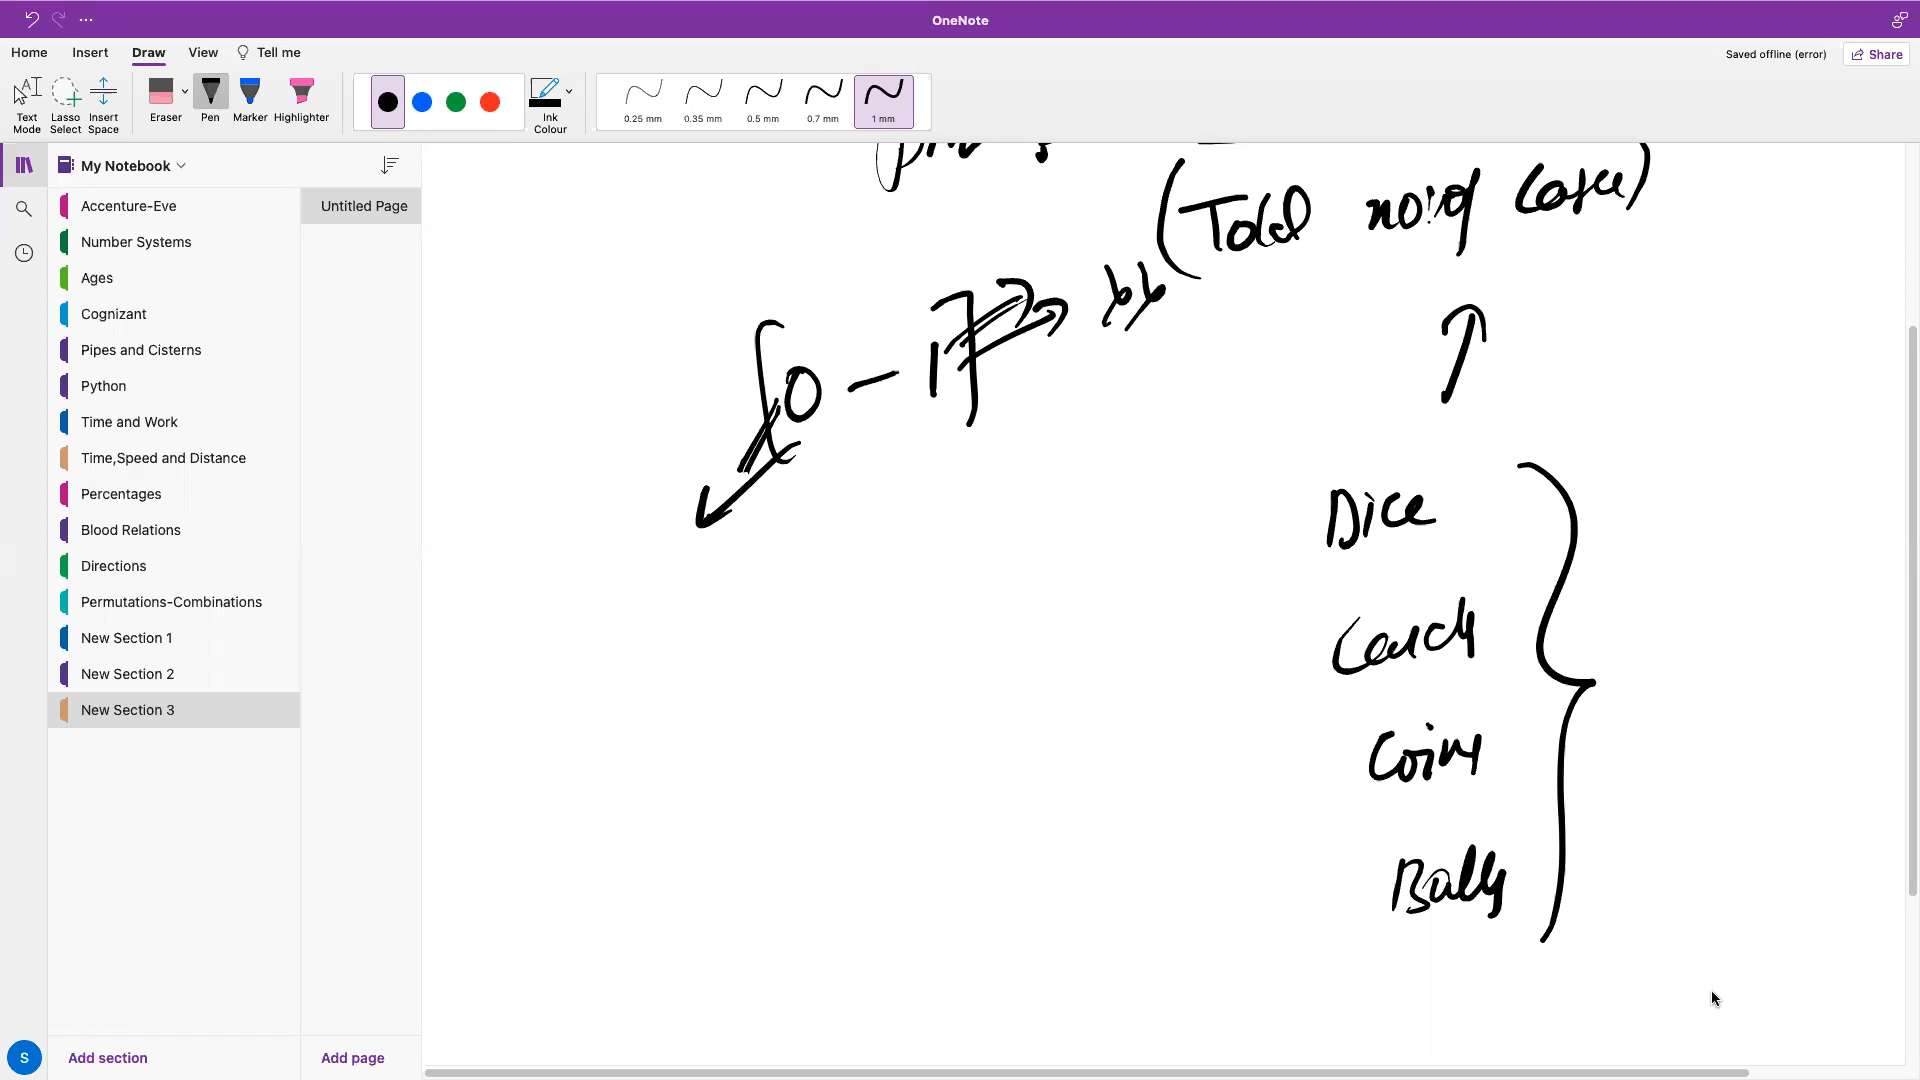 OneNote
Home Insert Draw View Tell me
Saved offline (error) Share
Text Mode
Lasso Select
Insert Space
Eraser
Pen
Marker
Highlighter
Ink Colour
0.25 mm
0.35 mm
0.5 mm
0.7 mm
1 mm
My Notebook
Accenture-Eve
Number Systems
Ages
Cognizant
Pipes and Cisterns
Python
Time and Work
Time,Speed and Distance
Percentages
Blood Relations
Directions
Permutations-Combinations
New Section 1
New Section 2
New Section 3
Untitled Page
(Total no: of Cases)
[0 - 1]
Dice
Cards
Coins
Balls
S
Add section
Add page